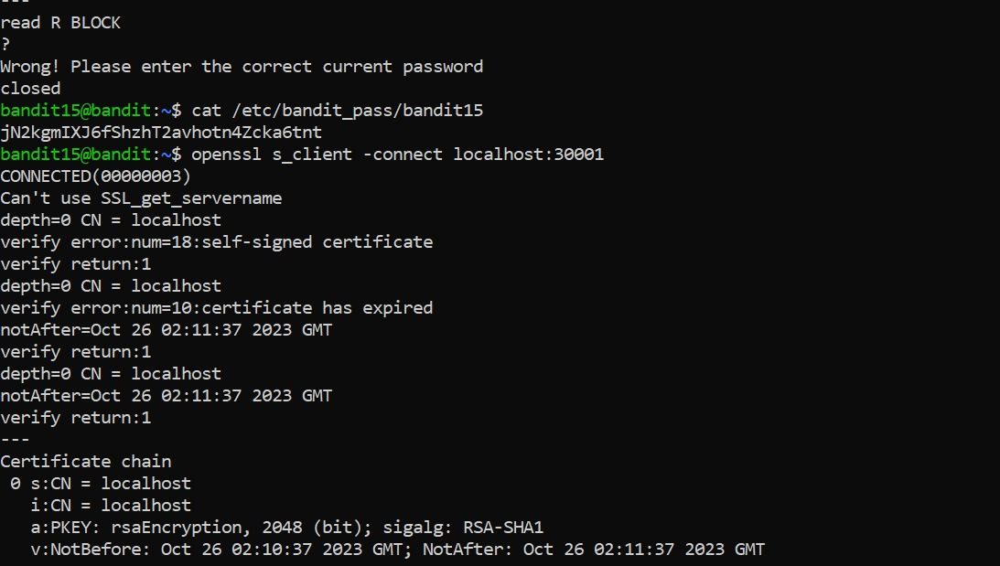 ---
read R BLOCK
?
Wrong! Please enter the correct current password
closed
bandit15@bandit:~$ cat /etc/bandit_pass/bandit15
jN2kgmIXJ6fShzhT2avhotn4Zcka6tnt
bandit15@bandit:~$ openssl s_client -connect localhost:30001
CONNECTED(00000003)
Can't use SSL_get_servername
depth=0 CN = localhost
verify error:num=18:self-signed certificate
verify return:1
depth=0 CN = localhost
verify error:num=10:certificate has expired
notAfter=Oct 26 02:11:37 2023 GMT
verify return:1
depth=0 CN = localhost
notAfter=Oct 26 02:11:37 2023 GMT
verify return:1
---
Certificate chain
 0 s:CN = localhost
   i:CN = localhost
   a:PKEY: rsaEncryption, 2048 (bit); sigalg: RSA-SHA1
   v:NotBefore: Oct 26 02:10:37 2023 GMT; NotAfter: Oct 26 02:11:37 2023 GMT